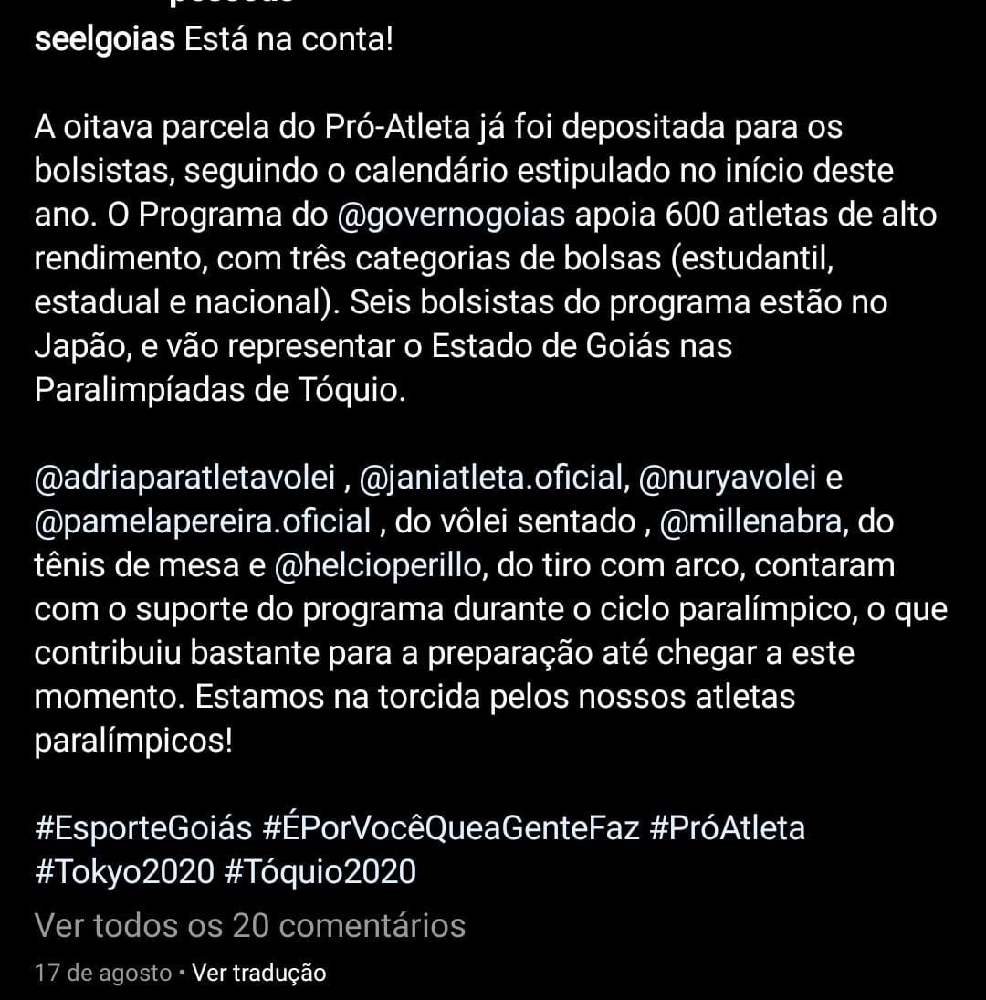 seelgoias Está na conta!
A oitava parcela do Pró-Atleta já foi depositada para os
bolsistas, seguindo o calendário estipulado no início deste
ano. O Programa do @governogoias apoia 600 atletas de alto
rendimento, com três categorias de bolsas (estudantil,
estadual e nacional). Seis bolsistas do programa estão no
Japão, e vão representar o Estado de Goiás nas
Paralimpíadas de Tóquio.
@adriaparatletavolei , @janiatleta.oficial, @nuryavolei e
@pamelapereira.oficial , do vôlei sentado , @millenabra, do
tênis de mesa e @helcioperillo, do tiro com arco, contaram
com o suporte do programa durante o ciclo paralímpico, o que
contribuiu bastante para a preparação até chegar a este
momento. Estamos na torcida pelos nossos atletas
paralímpicos!
#EsporteGoiás #ÉPorVocêQueaGenteFaz #PróAtleta
#Tokyo2020 #Tóquio2020
Ver todos os 20 comentários
17 de agosto • Ver tradução